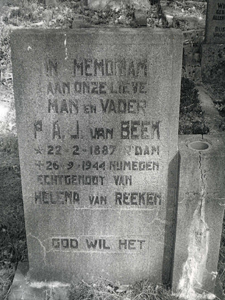 IN MEMORIAM
AAN ONZE LIEVE
MAN EN VADER
P. A. J. VAN BEEK
* 22-2-1887 R'DAM
+ 26-9-1944 NIJMEGEN
ECHTGENOOT VAN
HELENA VAN REEKEN
GOD WIL HET